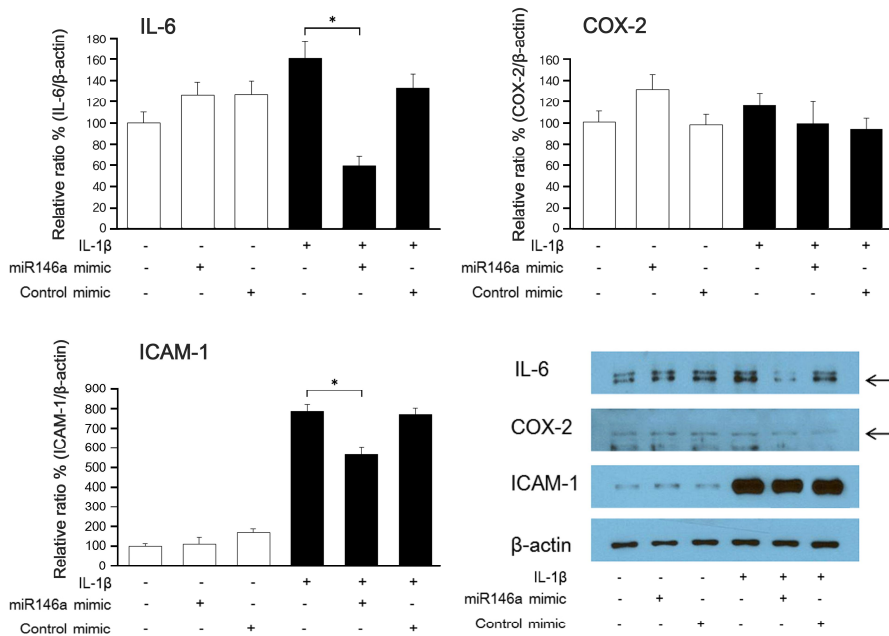 IL-6
*
Relative ratio % (IL-6/β-actin)
180
160
140
120
100
80
60
40
20
0
IL-1β - - - + + +
miR146a mimic - + - - + -
Control mimic - - + - - +
COX-2
Relative ratio % (COX-2/β-actin)
180
160
140
120
100
80
60
40
20
0
IL-1β - - - + + +
miR146a mimic - + - - + -
Control mimic - - + - - +
ICAM-1
*
Relative ratio % (ICAM-1/β-actin)
900
800
700
600
500
400
300
200
100
0
IL-1β - - - + + +
miR146a mimic - + - - + -
Control mimic - - + - - +
IL-6
COX-2
ICAM-1
β-actin
IL-1β - - - + + +
miR146a mimic - + - - + -
Control mimic - - + - - +